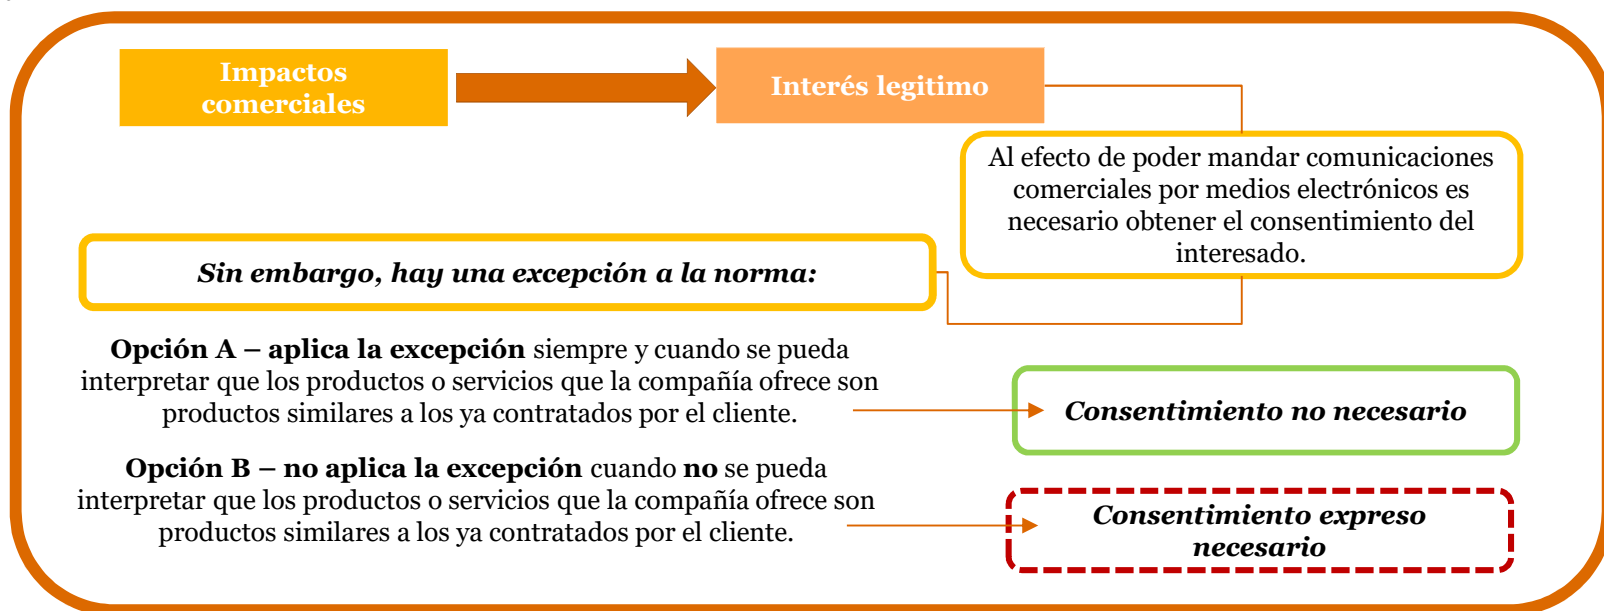 Impactos
comerciales
Interés legitimo
Al efecto de poder mandar comunicaciones
comerciales por medios electrónicos es
necesario obtener el consentimiento del
interesado.
Sin embargo, hay una excepción a la norma:
Opción A – aplica la excepción siempre y cuando se pueda
interpretar que los productos o servicios que la compañía ofrece son
productos similares a los ya contratados por el cliente.
Consentimiento no necesario
Opción B – no aplica la excepción cuando no se pueda
interpretar que los productos o servicios que la compañía ofrece son
productos similares a los ya contratados por el cliente.
Consentimiento expreso
necesario